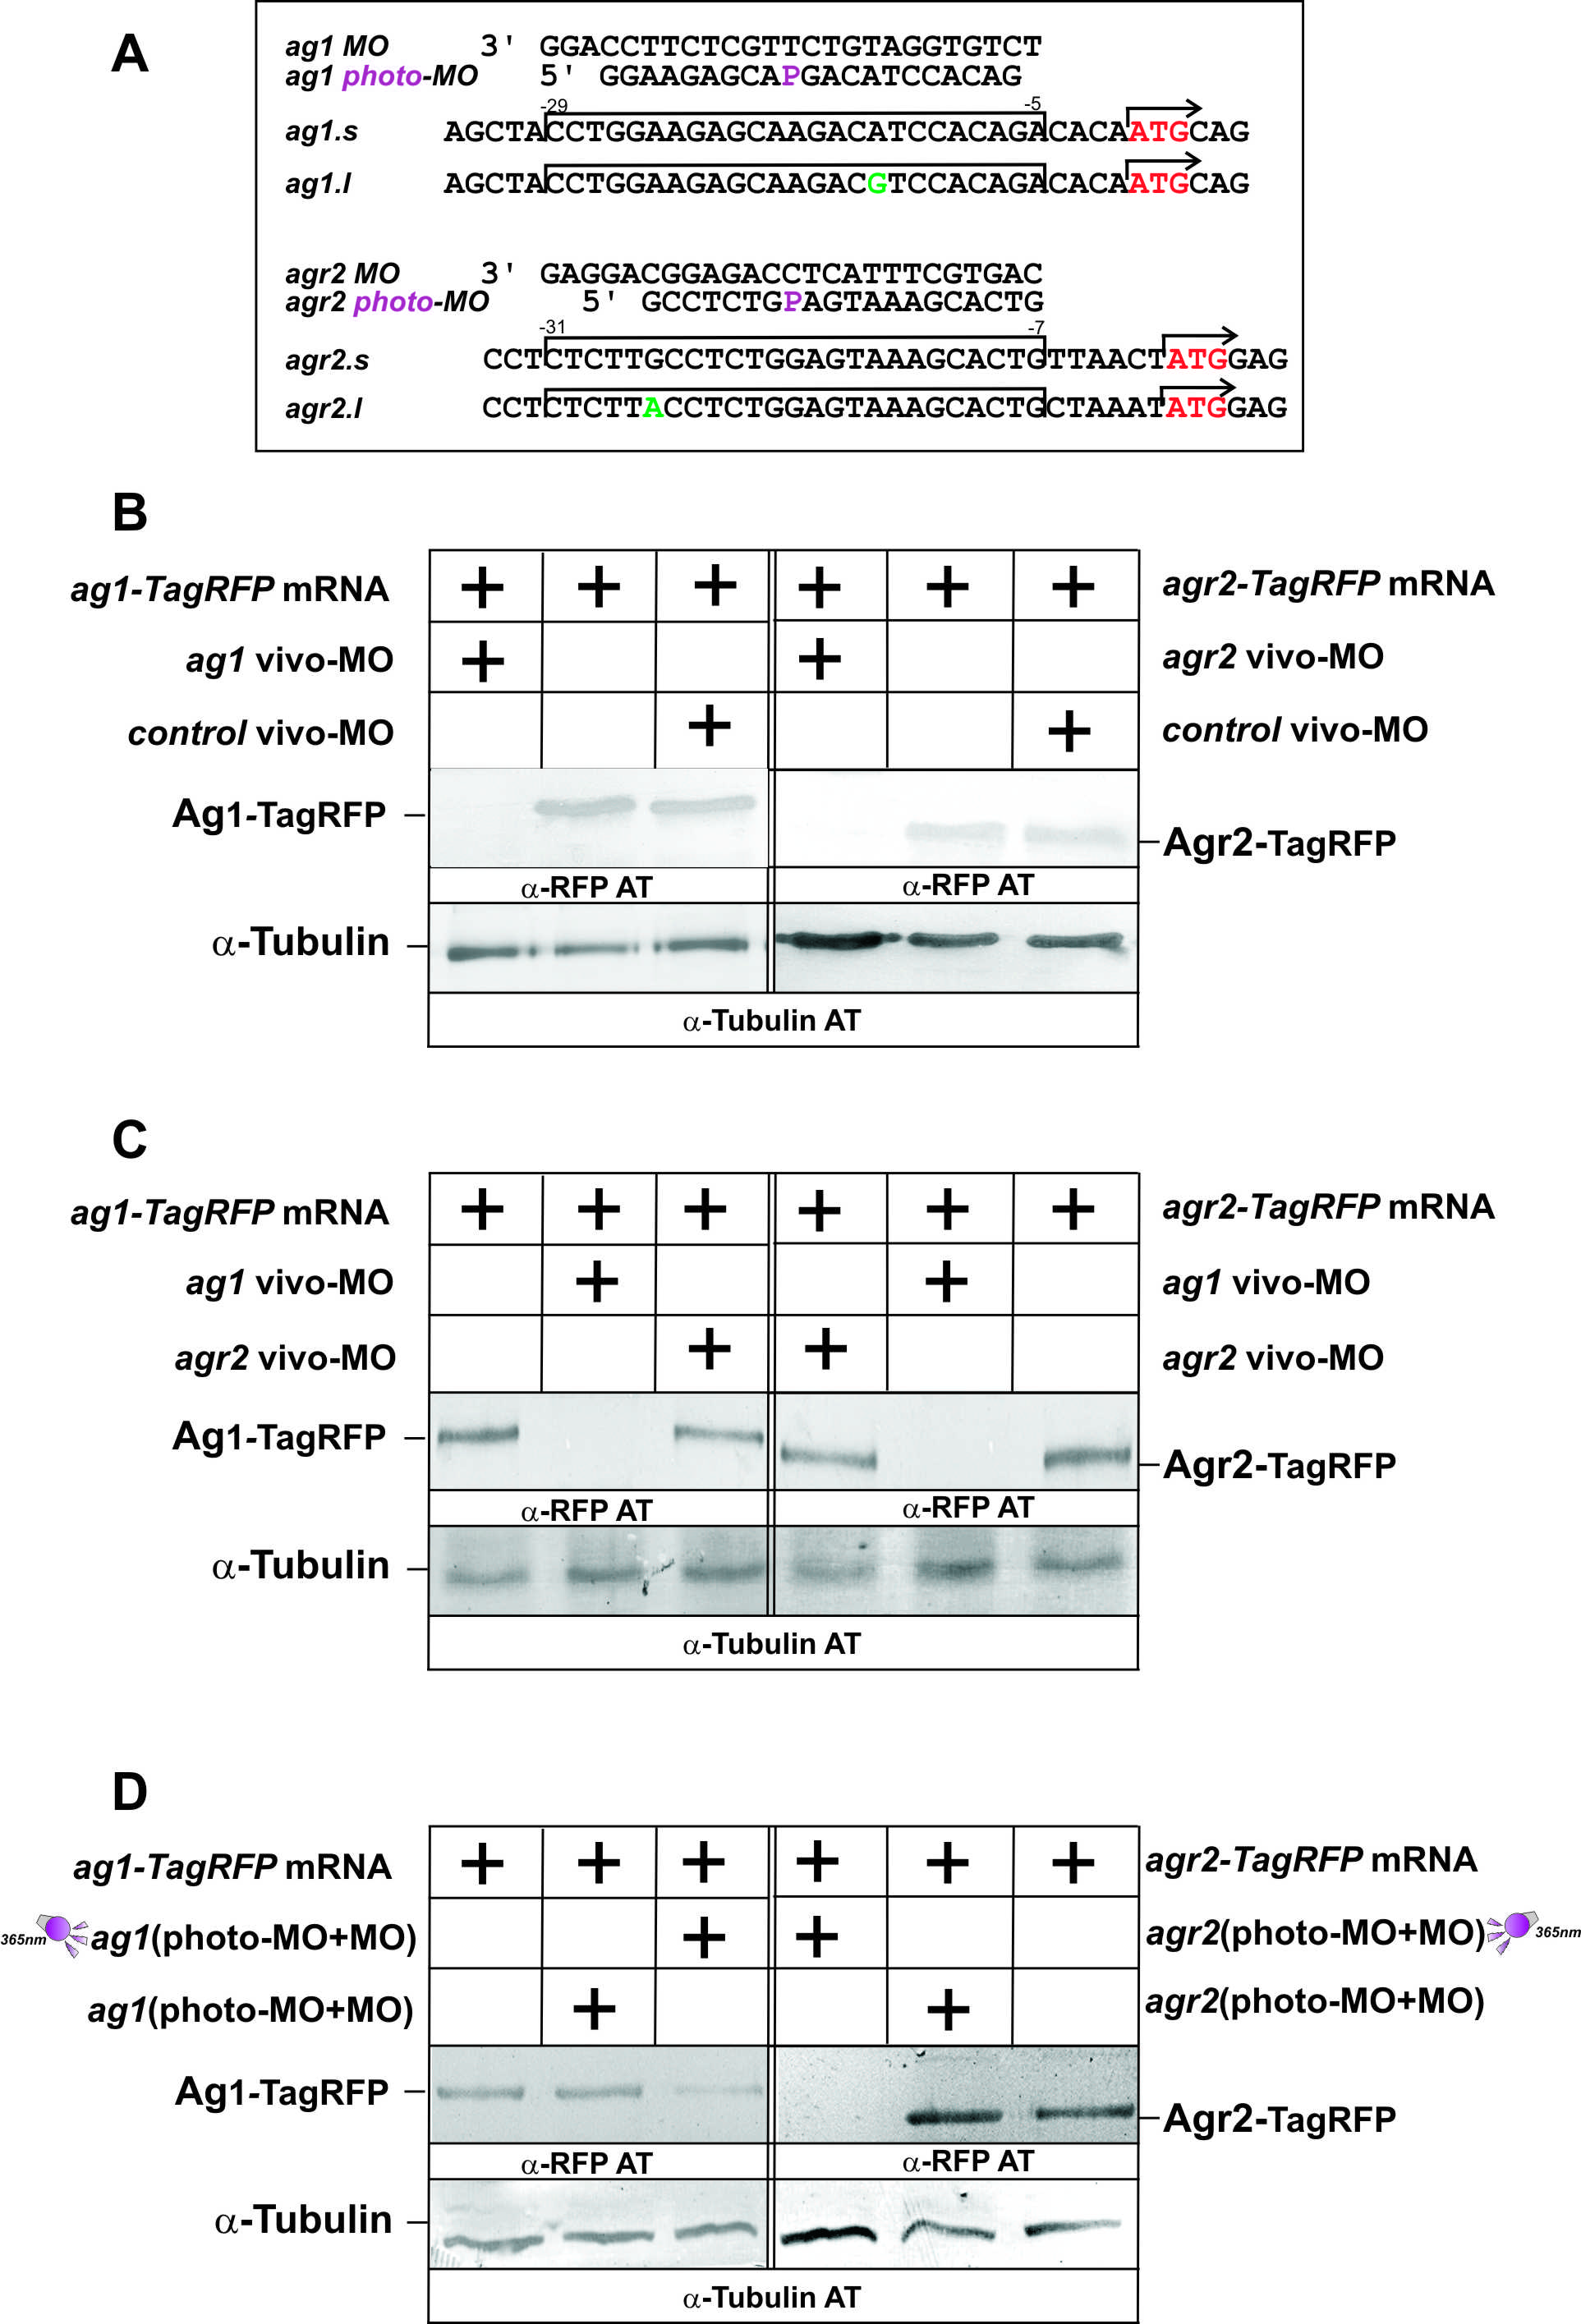 A
ag1 MO 3' GGACCTTCTCGTTCTGTAGGTGTCT
ag1 photo-MO 5' GGAAGAGCAPGACATCCACAG
-29 -5
ag1.s AGCTACCTGGAAGAGCAAGACATCCACAGACACAATGCAG
ag1.l AGCTACCTGGAAGAGCAAGACGTCCACAGACACAATGCAG
agr2 MO 3' GAGGACGGAGACCTCATTTCGTGAC
agr2 photo-MO 5' GCCTCTGPAGTAAAGCACTG
-31 -7
agr2.s CCTCTCTTGCCTCTGGAGTAAAGCACTGTTAACTATGGAG
agr2.l CCTCTCTTACCTCTGGAGTAAAGCACTGCTAAATATGGAG
B
ag1-TagRFP mRNA + + + + + + agr2-TagRFP mRNA
ag1 vivo-MO + + agr2 vivo-MO
control vivo-MO + + control vivo-MO
Ag1-TagRFP Agr2-TagRFP
α-RFP AT α-RFP AT
α-Tubulin
α-Tubulin AT
C
ag1-TagRFP mRNA + + + + + + agr2-TagRFP mRNA
ag1 vivo-MO + + ag1 vivo-MO
agr2 vivo-MO + + agr2 vivo-MO
Ag1-TagRFP Agr2-TagRFP
α-RFP AT α-RFP AT
α-Tubulin
α-Tubulin AT
D
ag1-TagRFP mRNA + + + + + + agr2-TagRFP mRNA
365nm ag1(photo-MO+MO) + + agr2(photo-MO+MO) 365nm
ag1(photo-MO+MO) + + agr2(photo-MO+MO)
Ag1-TagRFP Agr2-TagRFP
α-RFP AT α-RFP AT
α-Tubulin
α-Tubulin AT